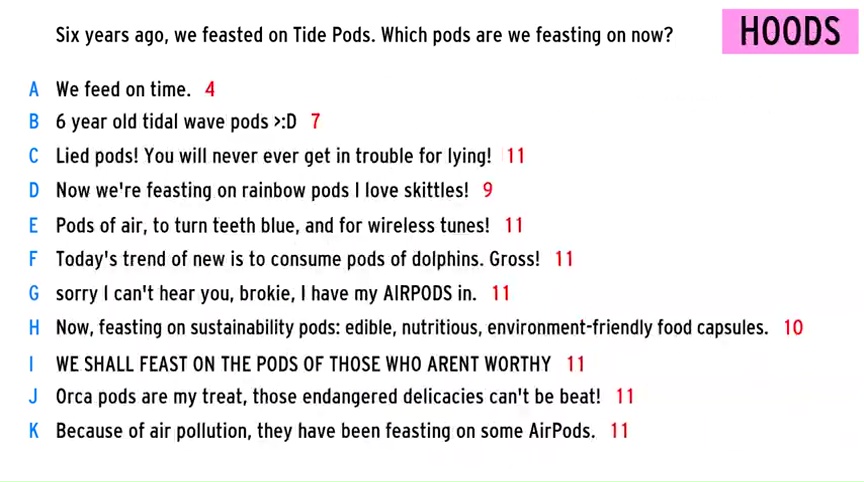 Six years ago, we feasted on Tide Pods. Which pods are we feasting on now?
HOODS
A We feed on time. 4
B 6 year old tidal wave pods >:D 7
C Lied pods! You will never ever get in trouble for lying! 11
D Now we're feasting on rainbow pods I love skittles! 9
E Pods of air, to turn teeth blue, and for wireless tunes! 11
F Today's trend of new is to consume pods of dolphins. Gross! 11
G sorry I can't hear you, brokie, I have my AIRPODS in. 11
H Now, feasting on sustainability pods: edible, nutritious, environment-friendly food capsules. 10
I WE SHALL FEAST ON THE PODS OF THOSE WHO ARENT WORTHY 11
J Orca pods are my treat, those endangered delicacies can't be beat! 11
K Because of air pollution, they have been feasting on some AirPods. 11